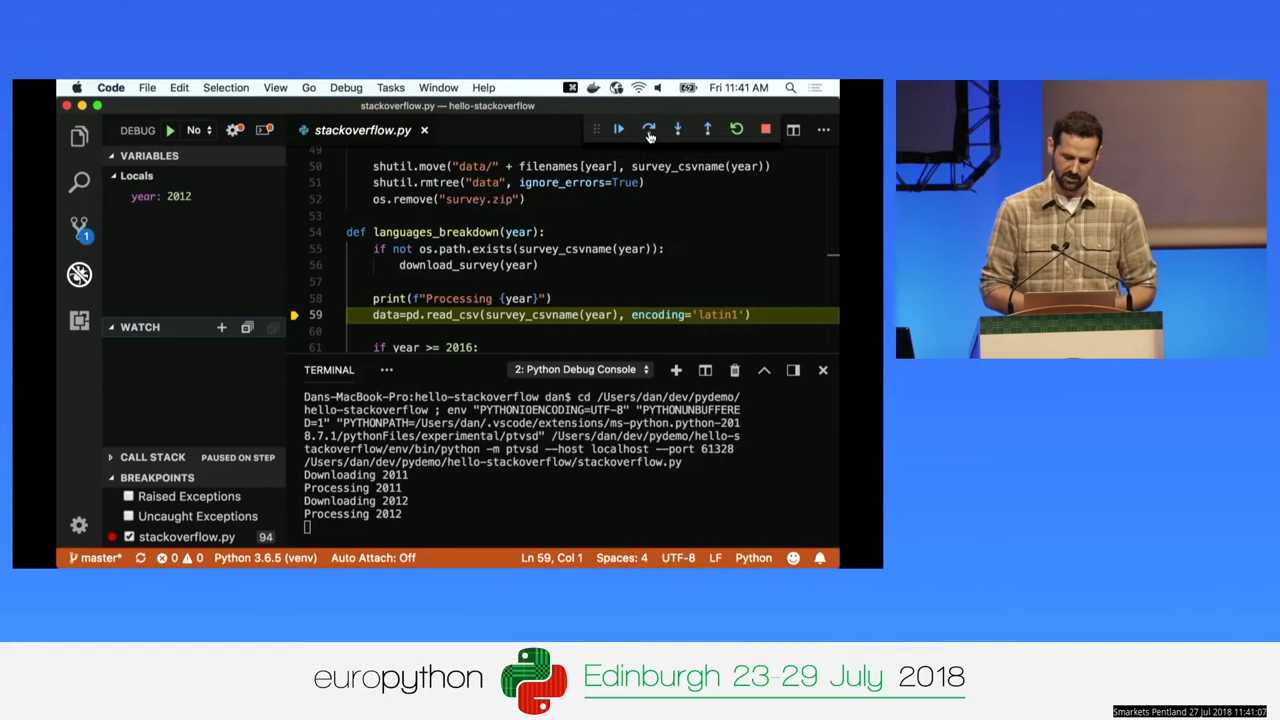 Code File Edit Selection View Go Debug Tasks Window Help Fri 11:41 AM
stackoverflow.py — hello-stackoverflow
DEBUG No stackoverflow.py
VARIABLES
Locals
year: 2012
49
50 shutil.move("data/" + filenames[year], survey_csvname(year))
51 shutil.rmtree("data", ignore_errors=True)
52 os.remove("survey.zip")
53
54 def languages_breakdown(year):
55 if not os.path.exists(survey_csvname(year)):
56 download_survey(year)
57
58 print(f"Processing {year}")
59 data=pd.read_csv(survey_csvname(year), encoding='latin1')
60
61 if year >= 2016:
WATCH
CALL STACK PAUSED ON STEP
BREAKPOINTS
Raised Exceptions
Uncaught Exceptions
stackoverflow.py 94
TERMINAL 2: Python Debug Console
Dans-MacBook-Pro:hello-stackoverflow dan$ cd /Users/dan/dev/pydemo/
hello-stackoverflow ; env "PYTHONIOENCODING=UTF-8" "PYTHONUNBUFFERE
D=1" "PYTHONPATH=/Users/dan/.vscode/extensions/ms-python.python-201
8.7.1/pythonFiles/experimental/ptvsd" /Users/dan/dev/pydemo/hello-s
tackoverflow/env/bin/python -m ptvsd --host localhost --port 61328
/Users/dan/dev/pydemo/hello-stackoverflow/stackoverflow.py
Downloading 2011
Processing 2011
Downloading 2012
Processing 2012
master* 0 0 Python 3.6.5 (venv) Auto Attach: Off Ln 59, Col 1 Spaces: 4 UTF-8 LF Python
europython Edinburgh 23-29 July 2018
Smarkets Pentland 27 Jul 2018 11:41:07